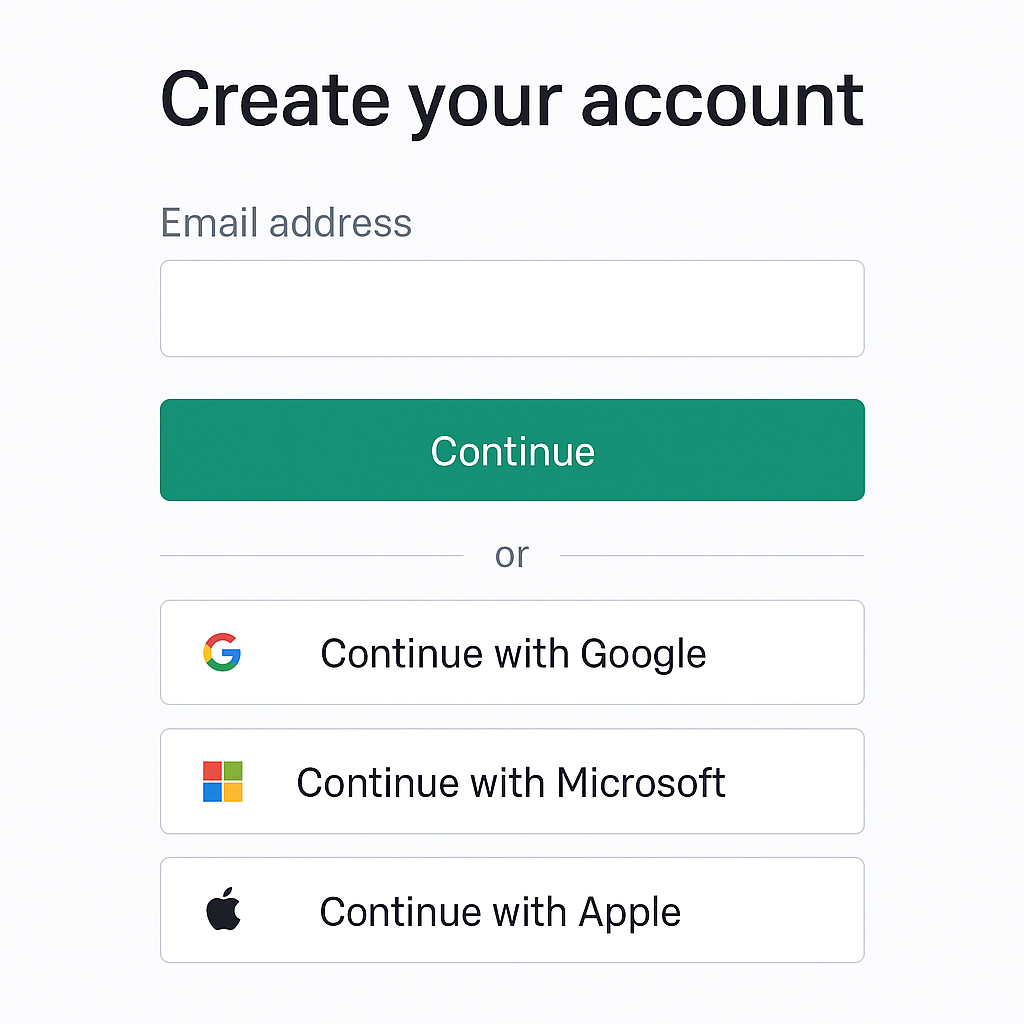 Create your account
Email address
Continue
or
Continue with Google
Continue with Microsoft
Continue with Apple